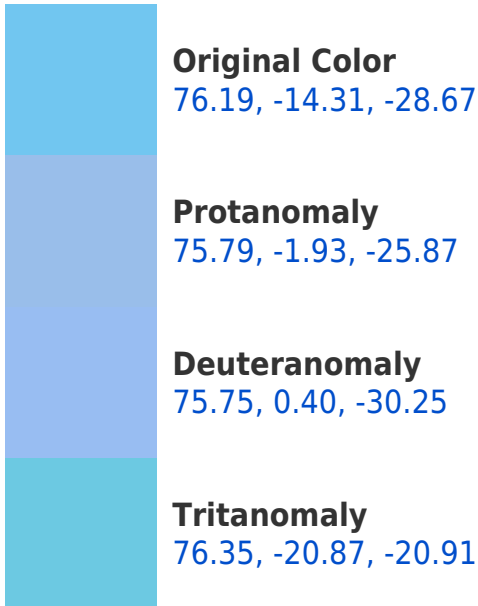 Original Color
76.19, -14.31, -28.67
Protanomaly
75.79, -1.93, -25.87
Deuteranomaly
75.75, 0.40, -30.25
Tritanomaly
76.35, -20.87, -20.91